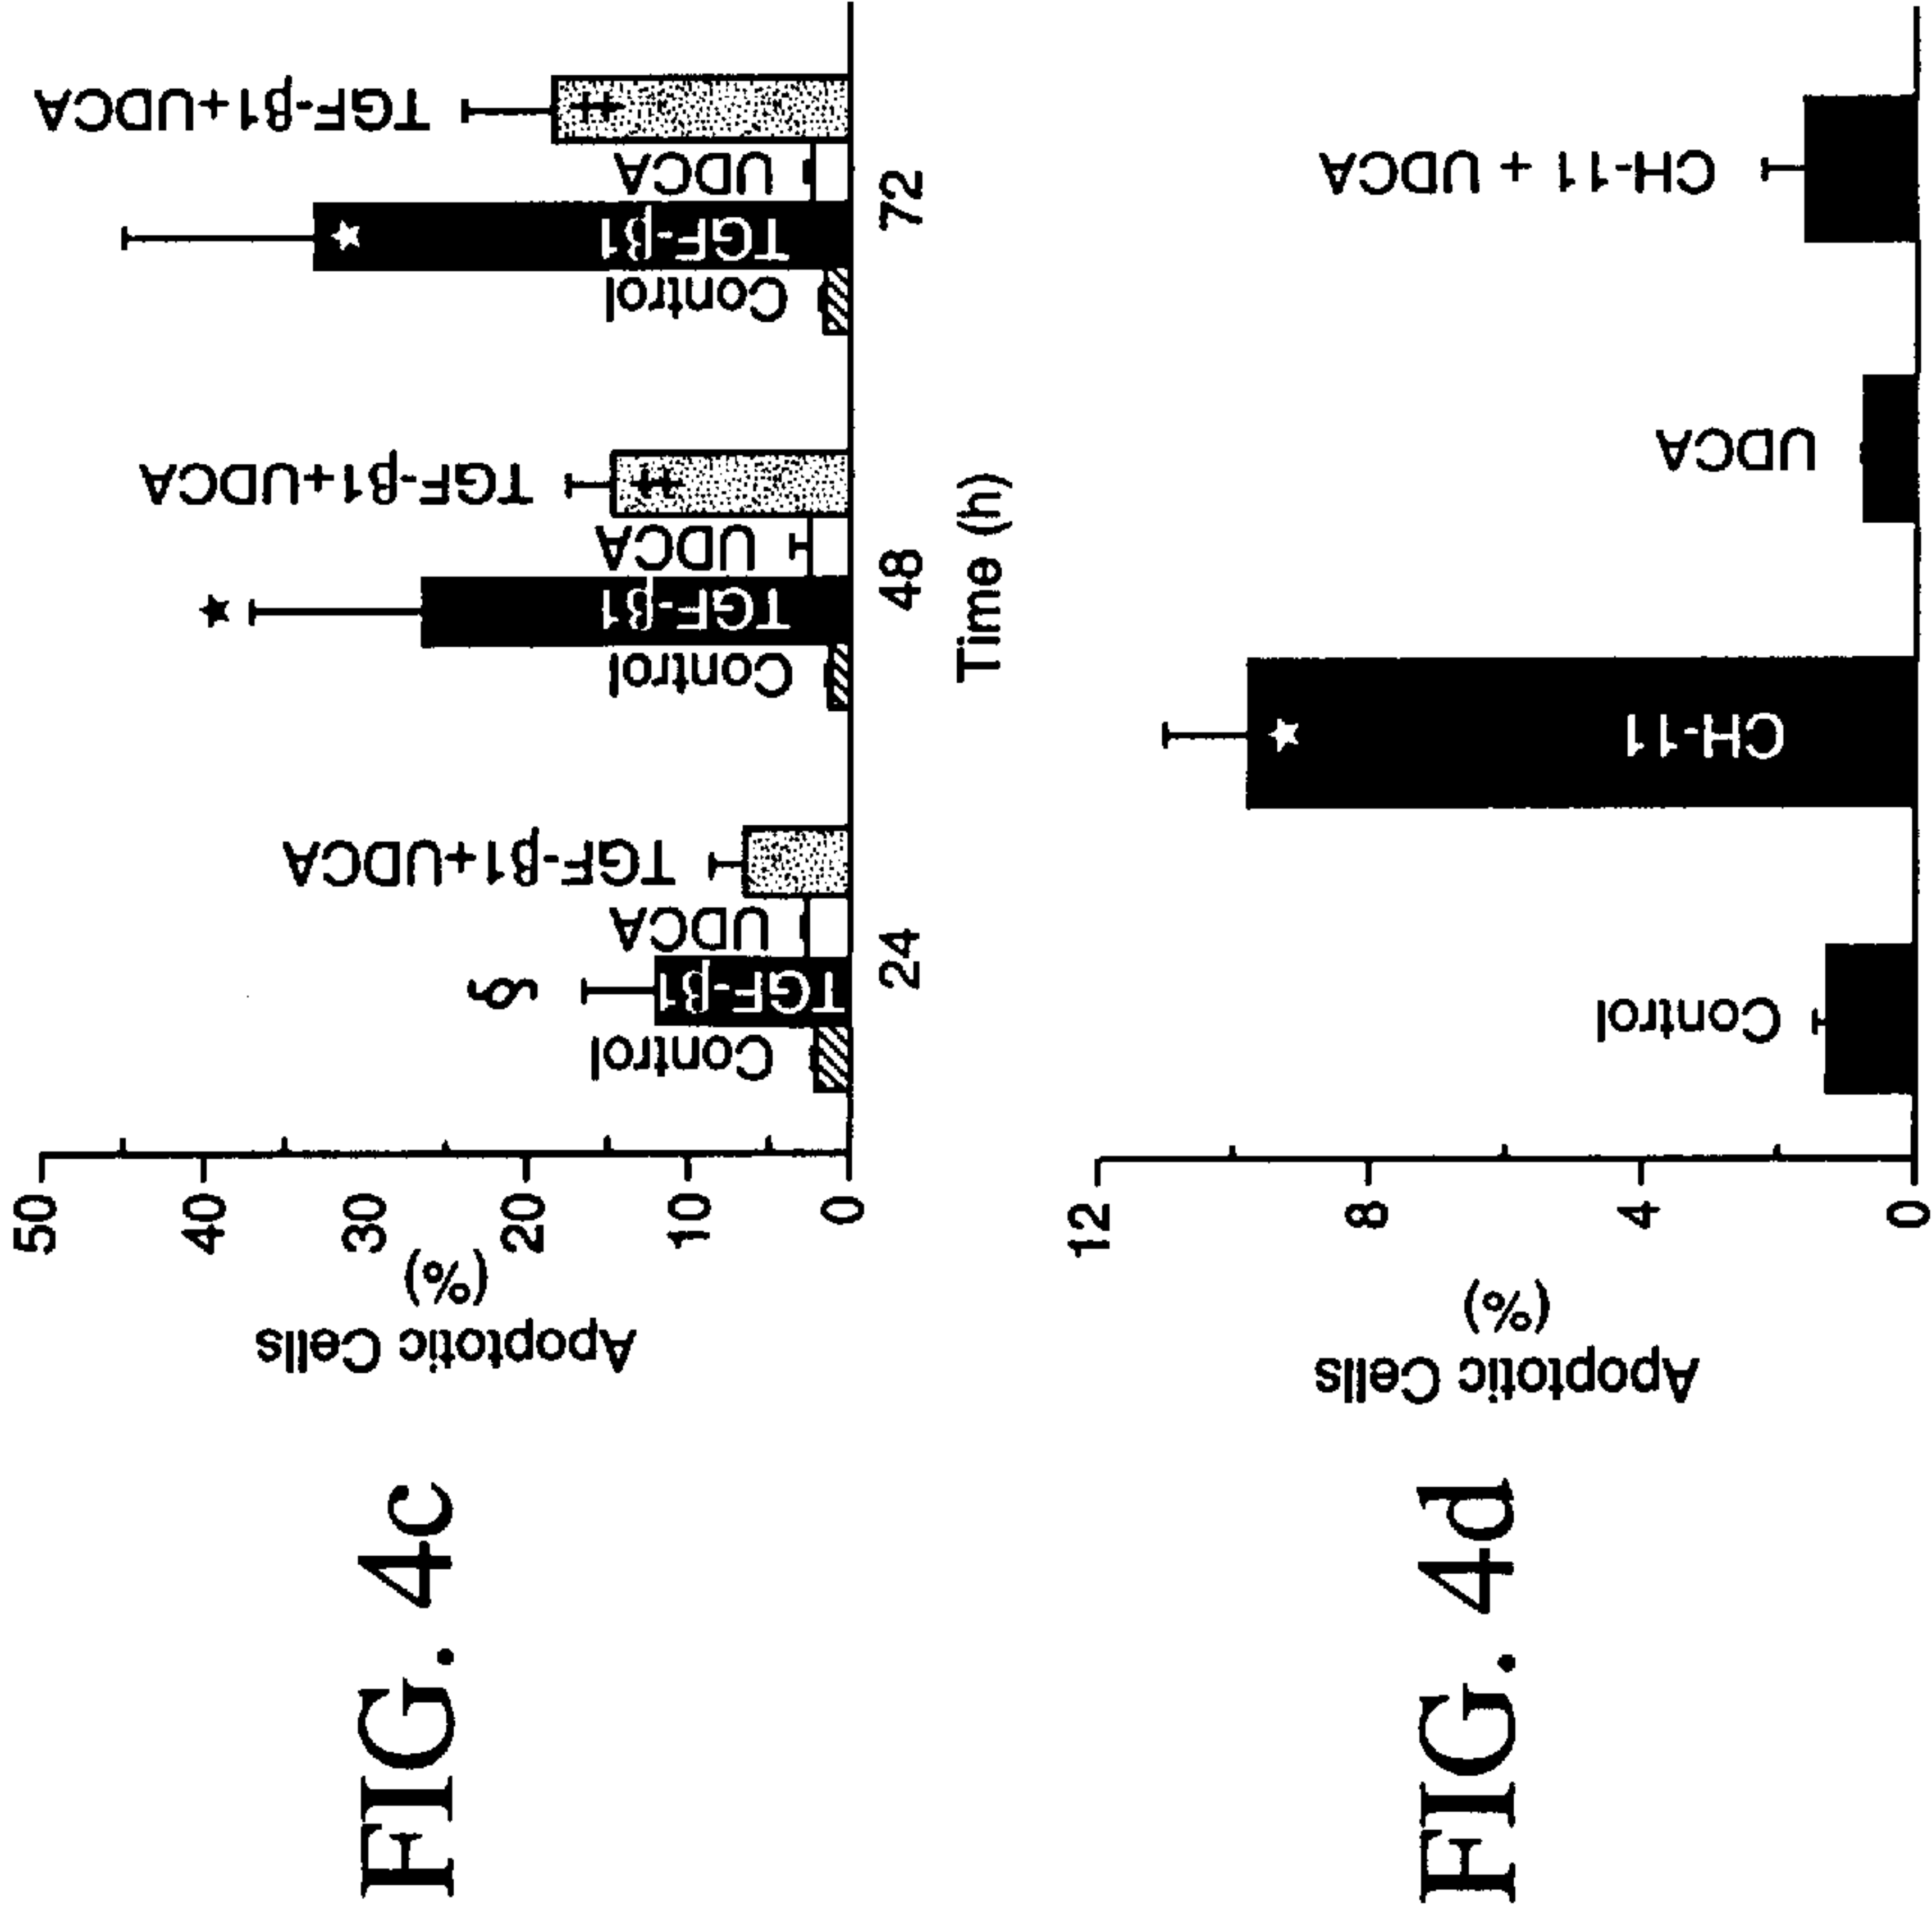 FIG. 4c
Apoptotic Cells
(%)
50
40
30
20
10
0
Control
TGF-β1
UDCA
TGF-β1+UDCA
§
Control
TGF-β1
UDCA
TGF-β1+UDCA
★
‡
Control
TGF-β1
UDCA
TGF-β1+UDCA
☆
‡
24
48
72
Time (h)
FIG. 4d
Apoptotic Cells
(%)
12
8
4
0
Control
CH-11
☆
UDCA
CH-11 + UDCA